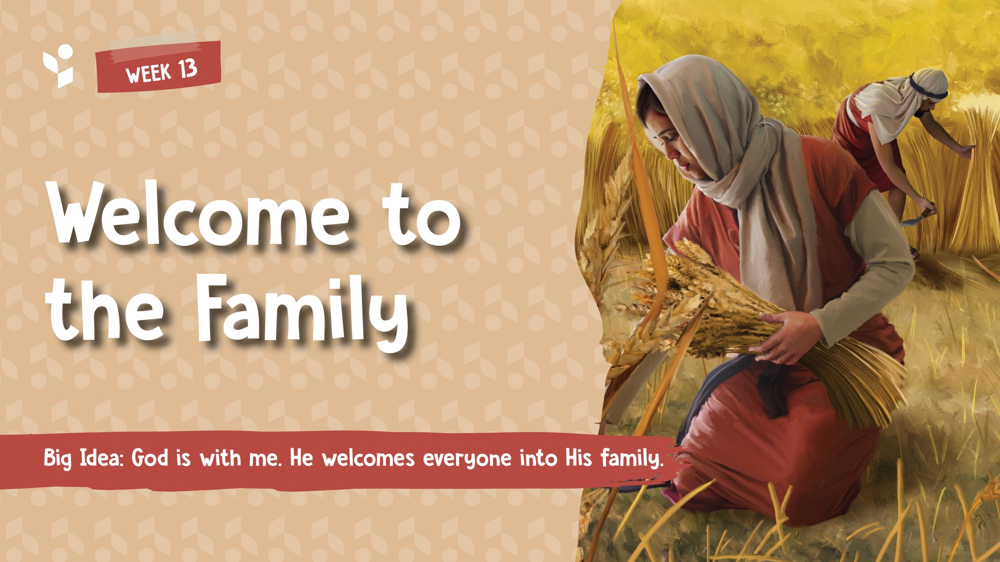 WEEK 13
Welcome to
the Family
Big Idea: God is with me. He welcomes everyone into His family.